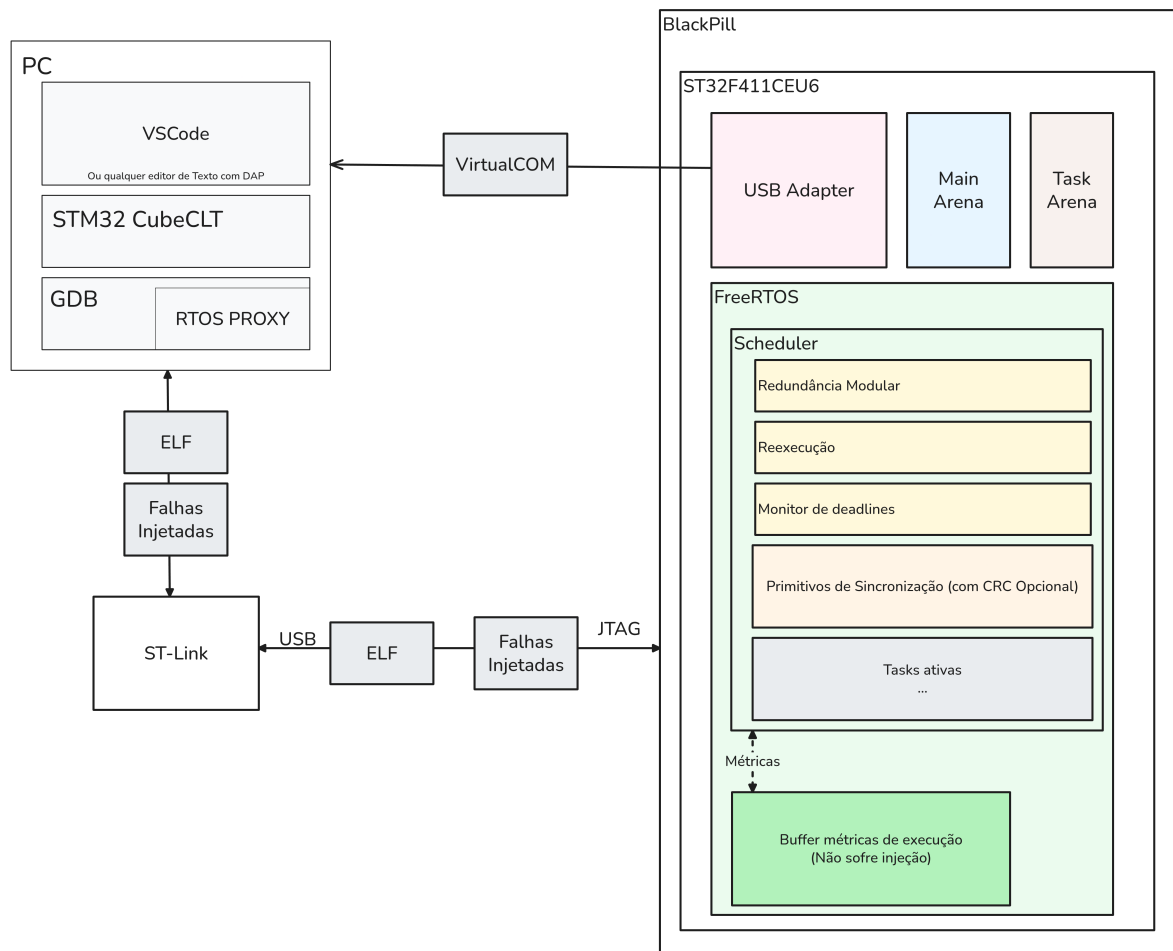 BlackPill
PC
VSCode
Ou qualquer editor de Texto com DAP
STM32 CubeCLT
GDB
RTOS PROXY
VirtualCOM
ST32F411CEU6
USB Adapter
Main
Arena
Task
Arena
FreeRTOS
Scheduler
Redundância Modular
Reexecução
Monitor de deadlines
Primitivos de Sincronização (com CRC Opcional)
Tasks ativas
...
Métricas
Buffer métricas de execução
(Não sofre injeção)
ELF
Falhas
Injetadas
ST-Link
USB
ELF
Falhas
Injetadas
JTAG